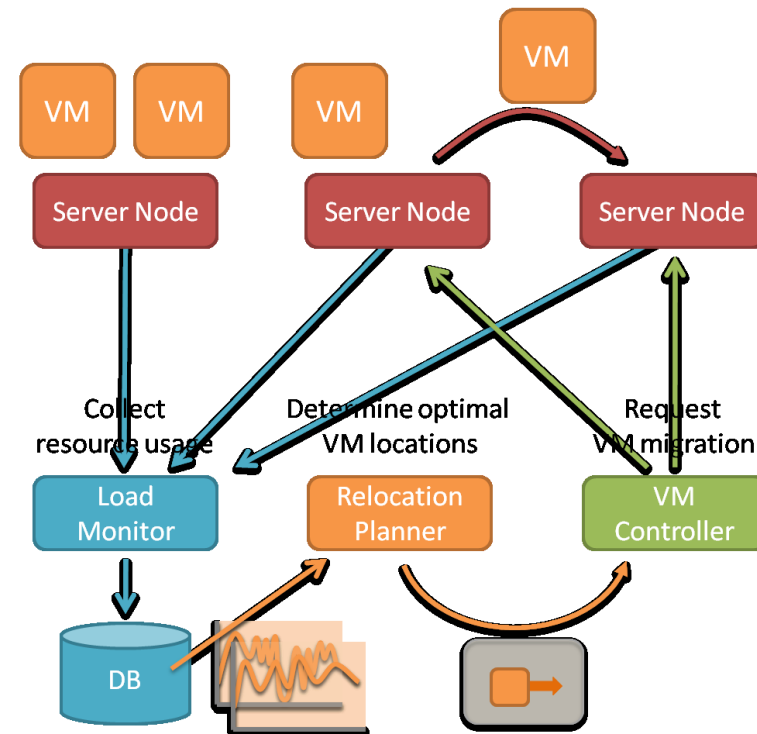 VM
VM
VM
VM
Server Node
Server Node
Server Node
Collect
resource usage
Determine optimal
VM locations
Request
VM migration
Load
Monitor
Relocation
Planner
VM
Controller
DB